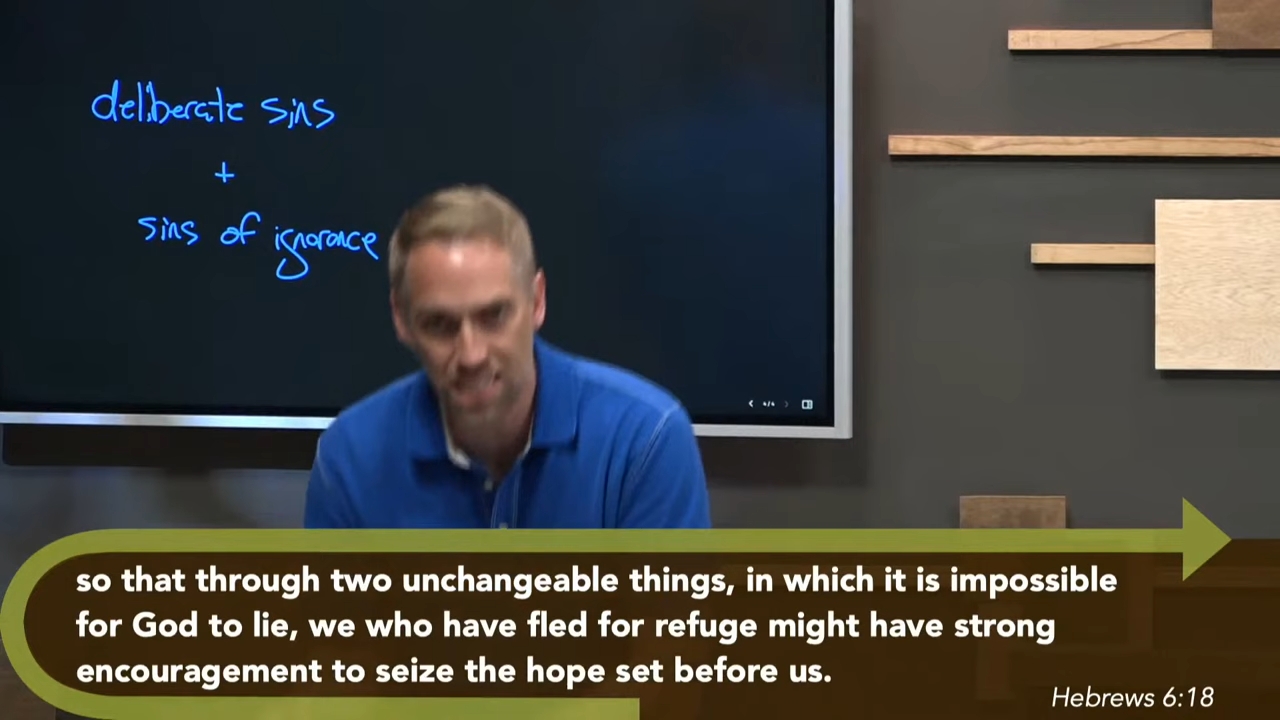 deliberate sins
+
sins of ignorance
4/4
so that through two unchangeable things, in which it is impossible
for God to lie, we who have fled for refuge might have strong
encouragement to seize the hope set before us.
Hebrews 6:18